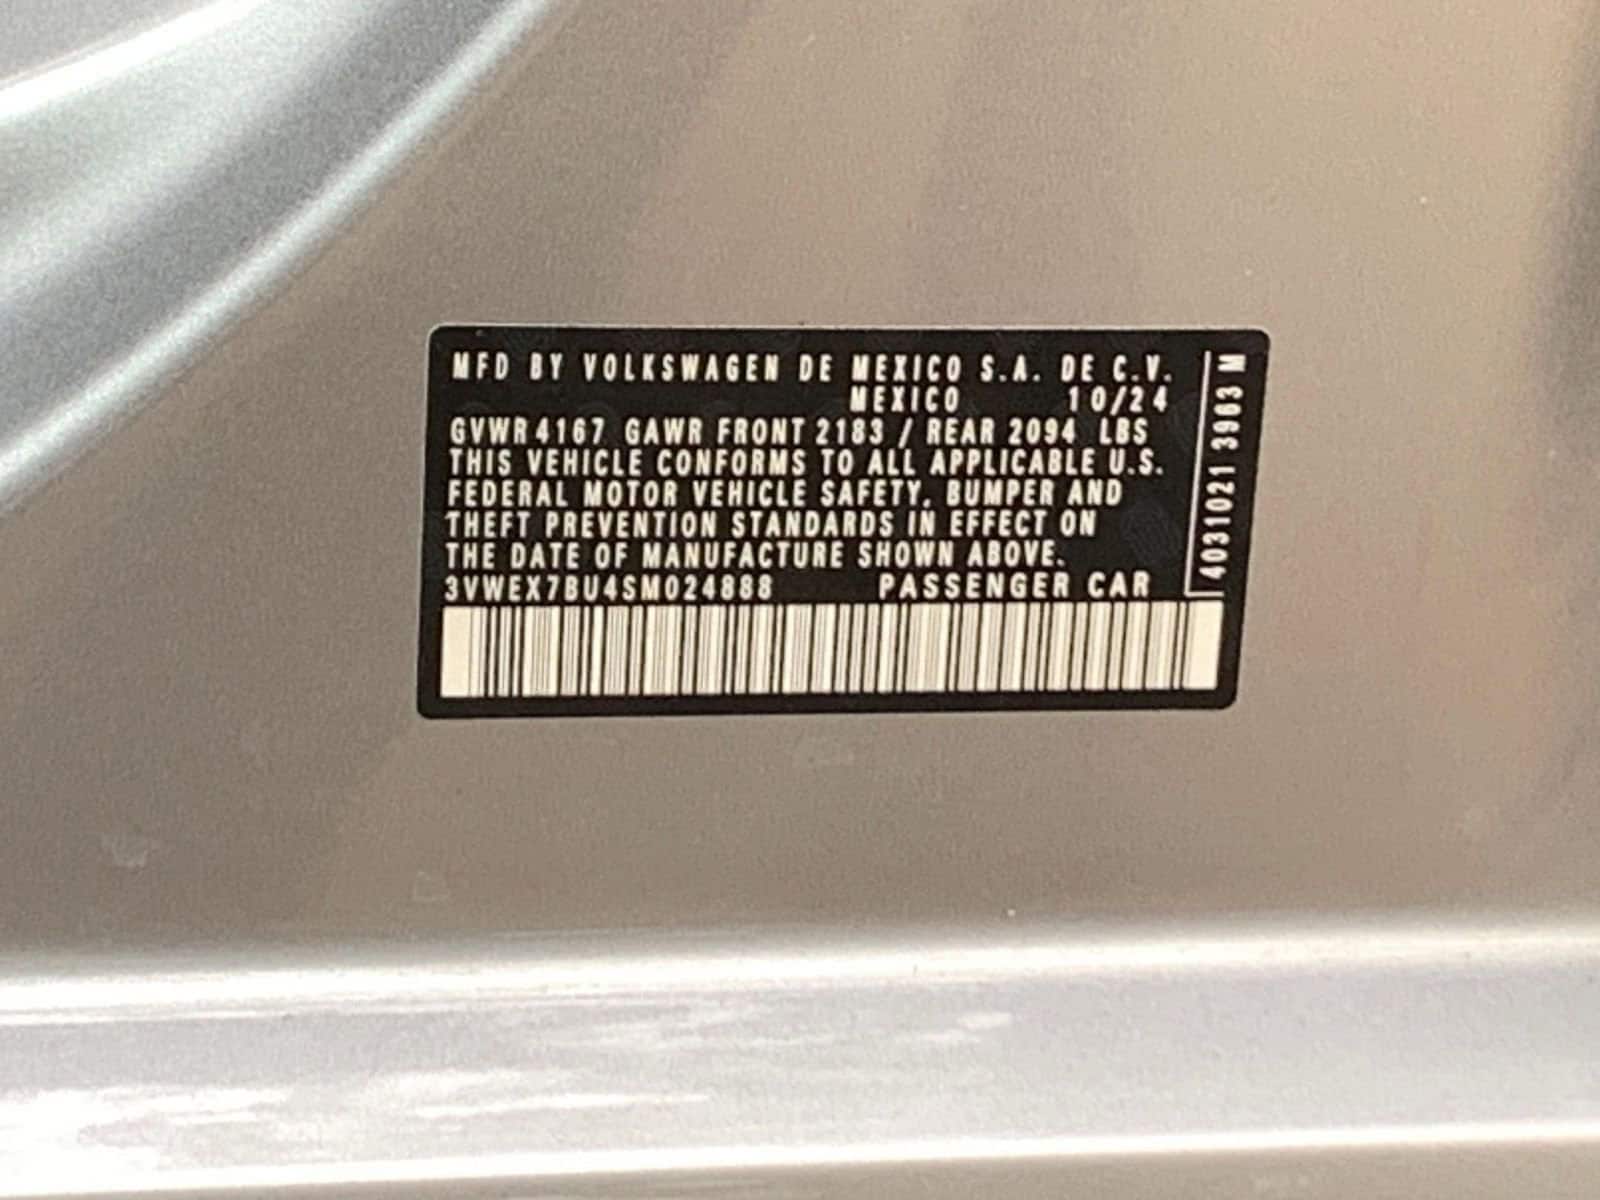 MFD BY VOLKSWAGEN DE MEXICO S.A. DE C.V.
MEXICO 10/24
GVWR 4167 GAWR FRONT 2183 / REAR 2094 LBS
THIS VEHICLE CONFORMS TO ALL APPLICABLE U.S.
FEDERAL MOTOR VEHICLE SAFETY, BUMPER AND
THEFT PREVENTION STANDARDS IN EFFECT ON
THE DATE OF MANUFACTURE SHOWN ABOVE.
3VWEX7BU4SM024888 PASSENGER CAR
4031021 3963 M